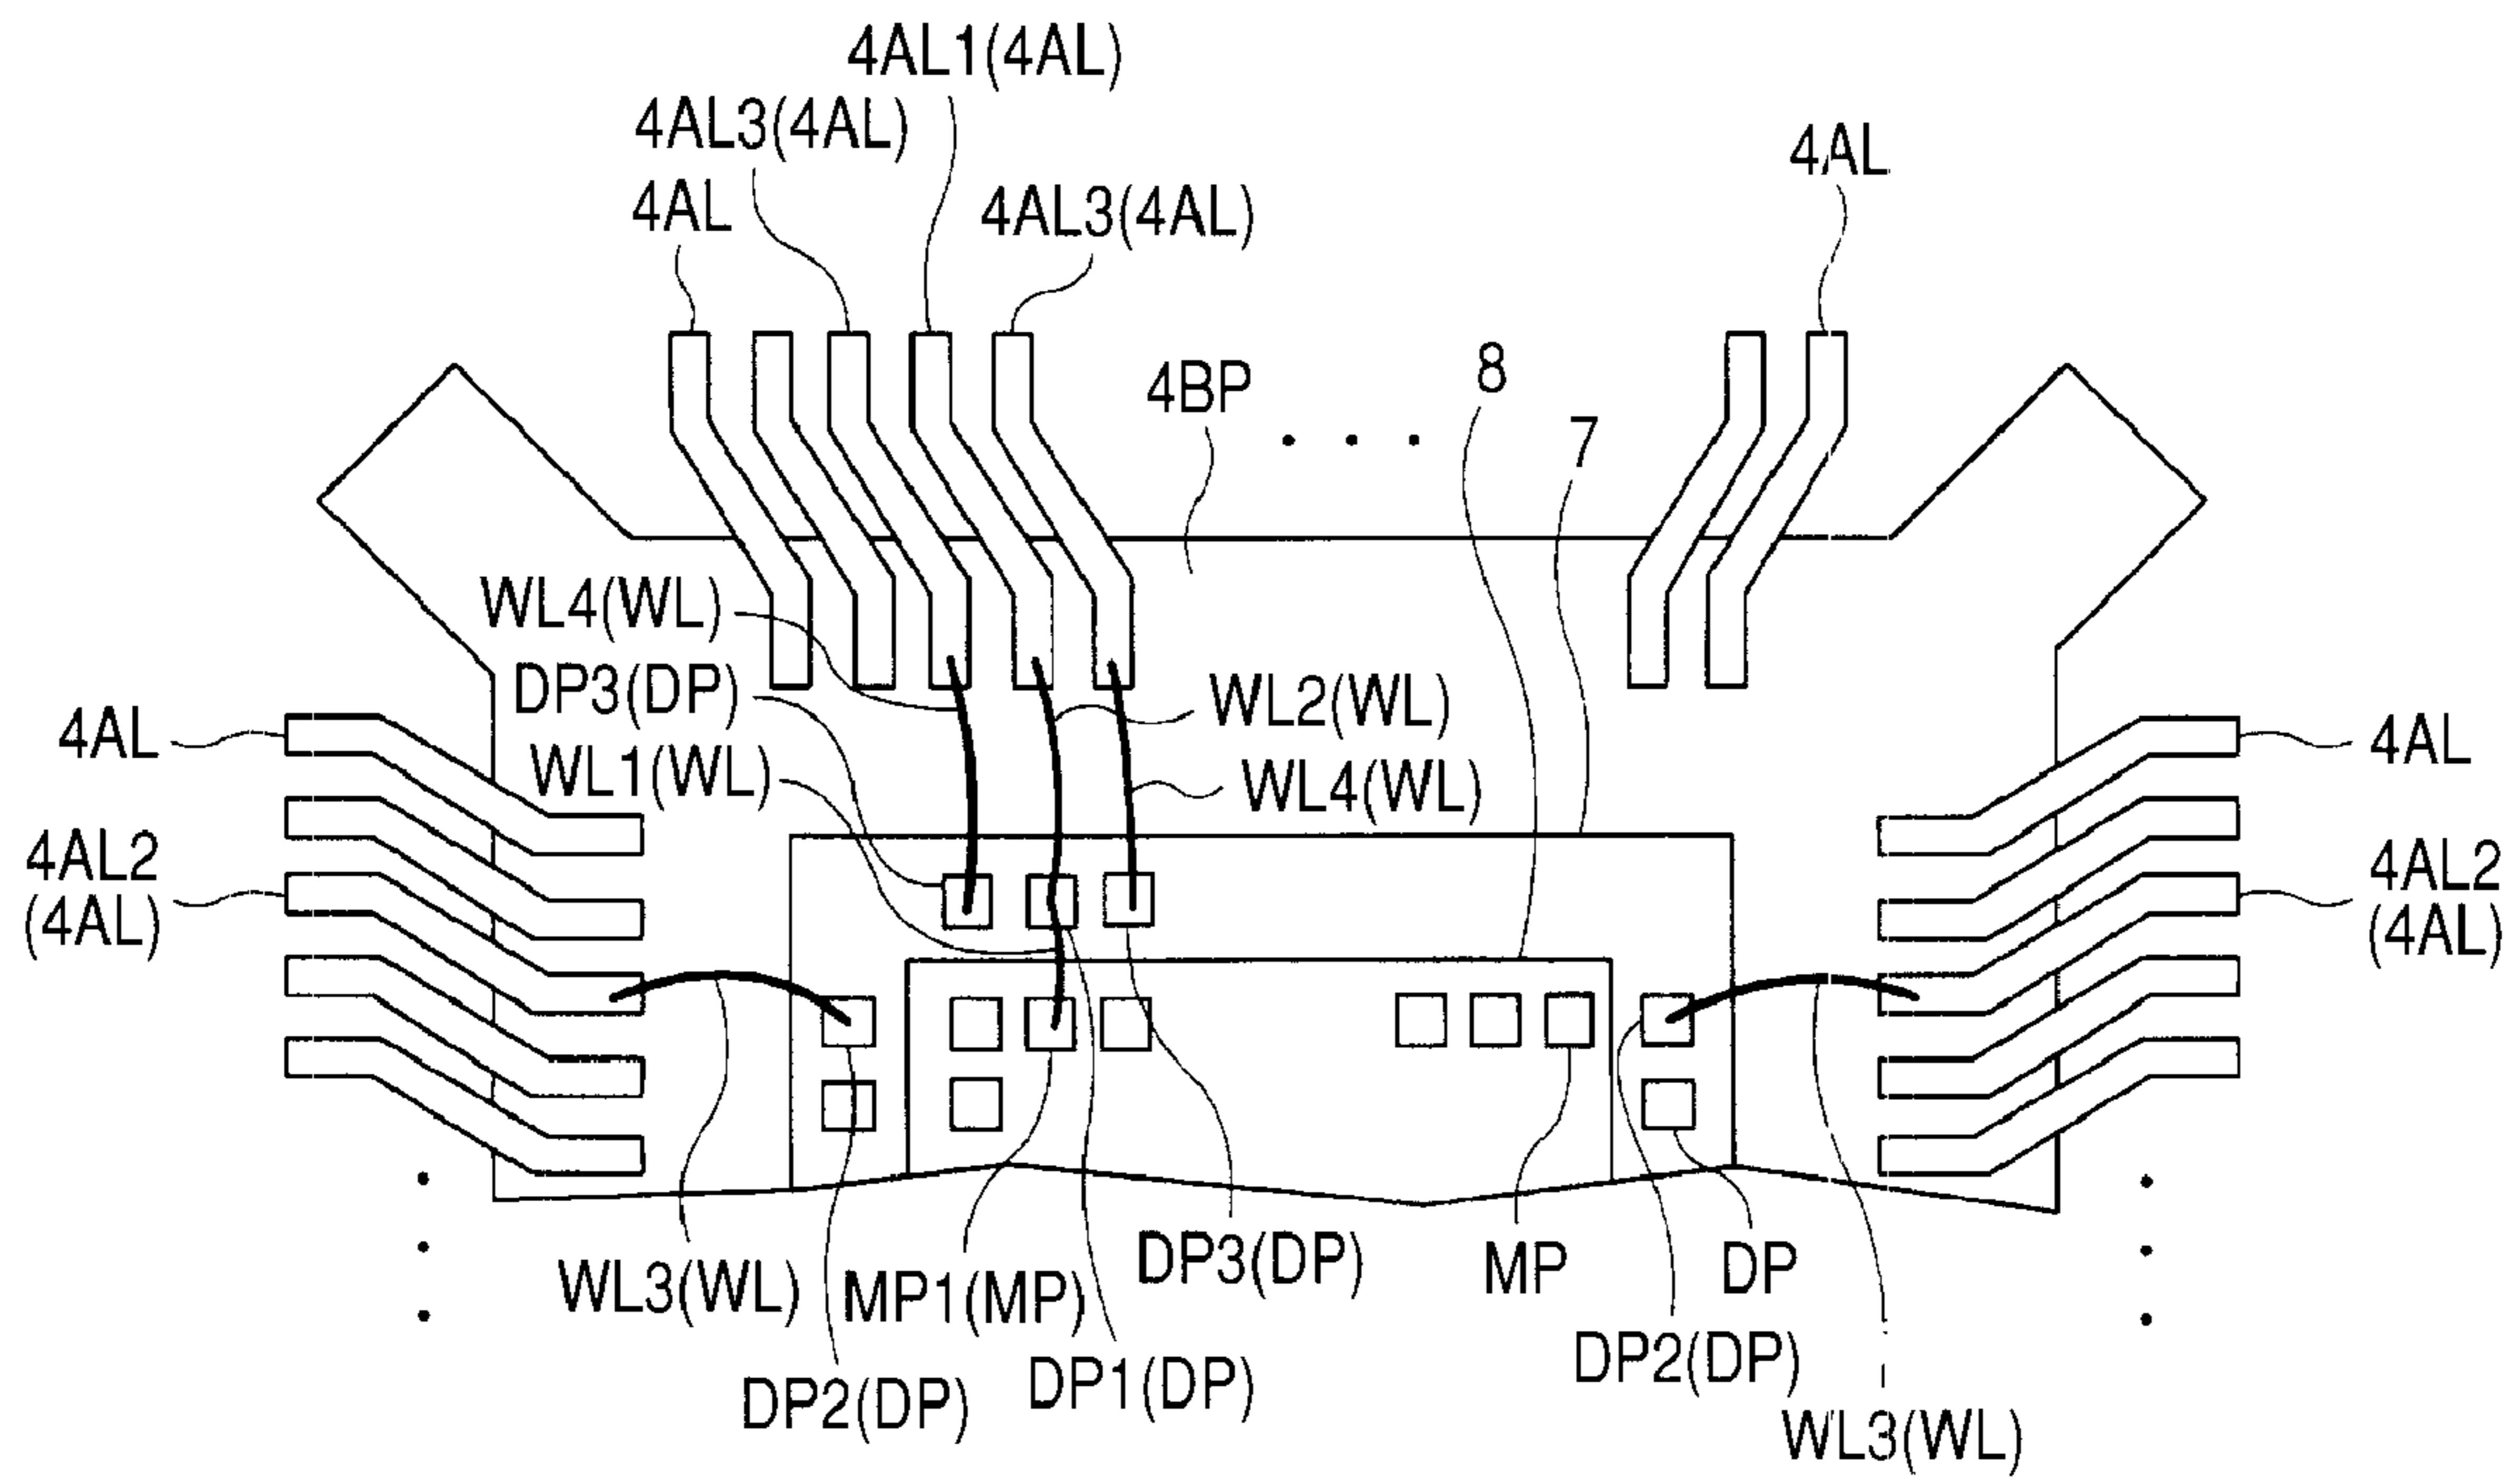 4AL1(4AL)
4AL3(4AL)
4AL
4AL
4AL3(4AL)
8
4BP
7
WL4(WL)
DP3(DP)
WL2(WL)
4AL
WL1(WL)
WL4(WL)
4AL
4AL2
(4AL)
4AL2
(4AL)
DP3(DP)
MP
DP
WL3(WL)
MP1(MP)
DP2(DP)
DP1(DP)
DP2(DP)
WL3(WL)